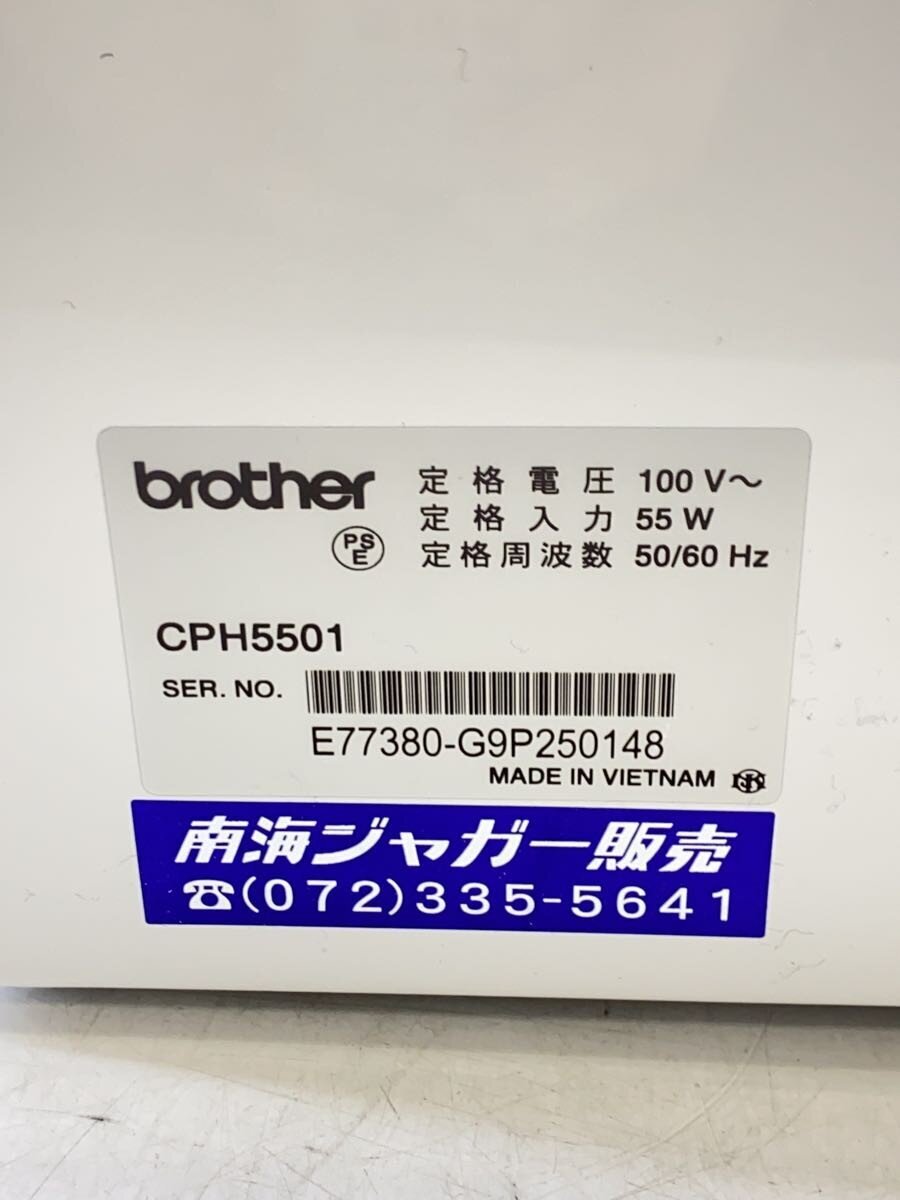 brother
定格電圧 100 V～
定格入力 55 W
定格周波数 50/60 Hz
PSE
CPH5501
SER. NO.
E77380-G9P250148
MADE IN VIETNAM
南海ジャガー販売
☎(072)335-5641